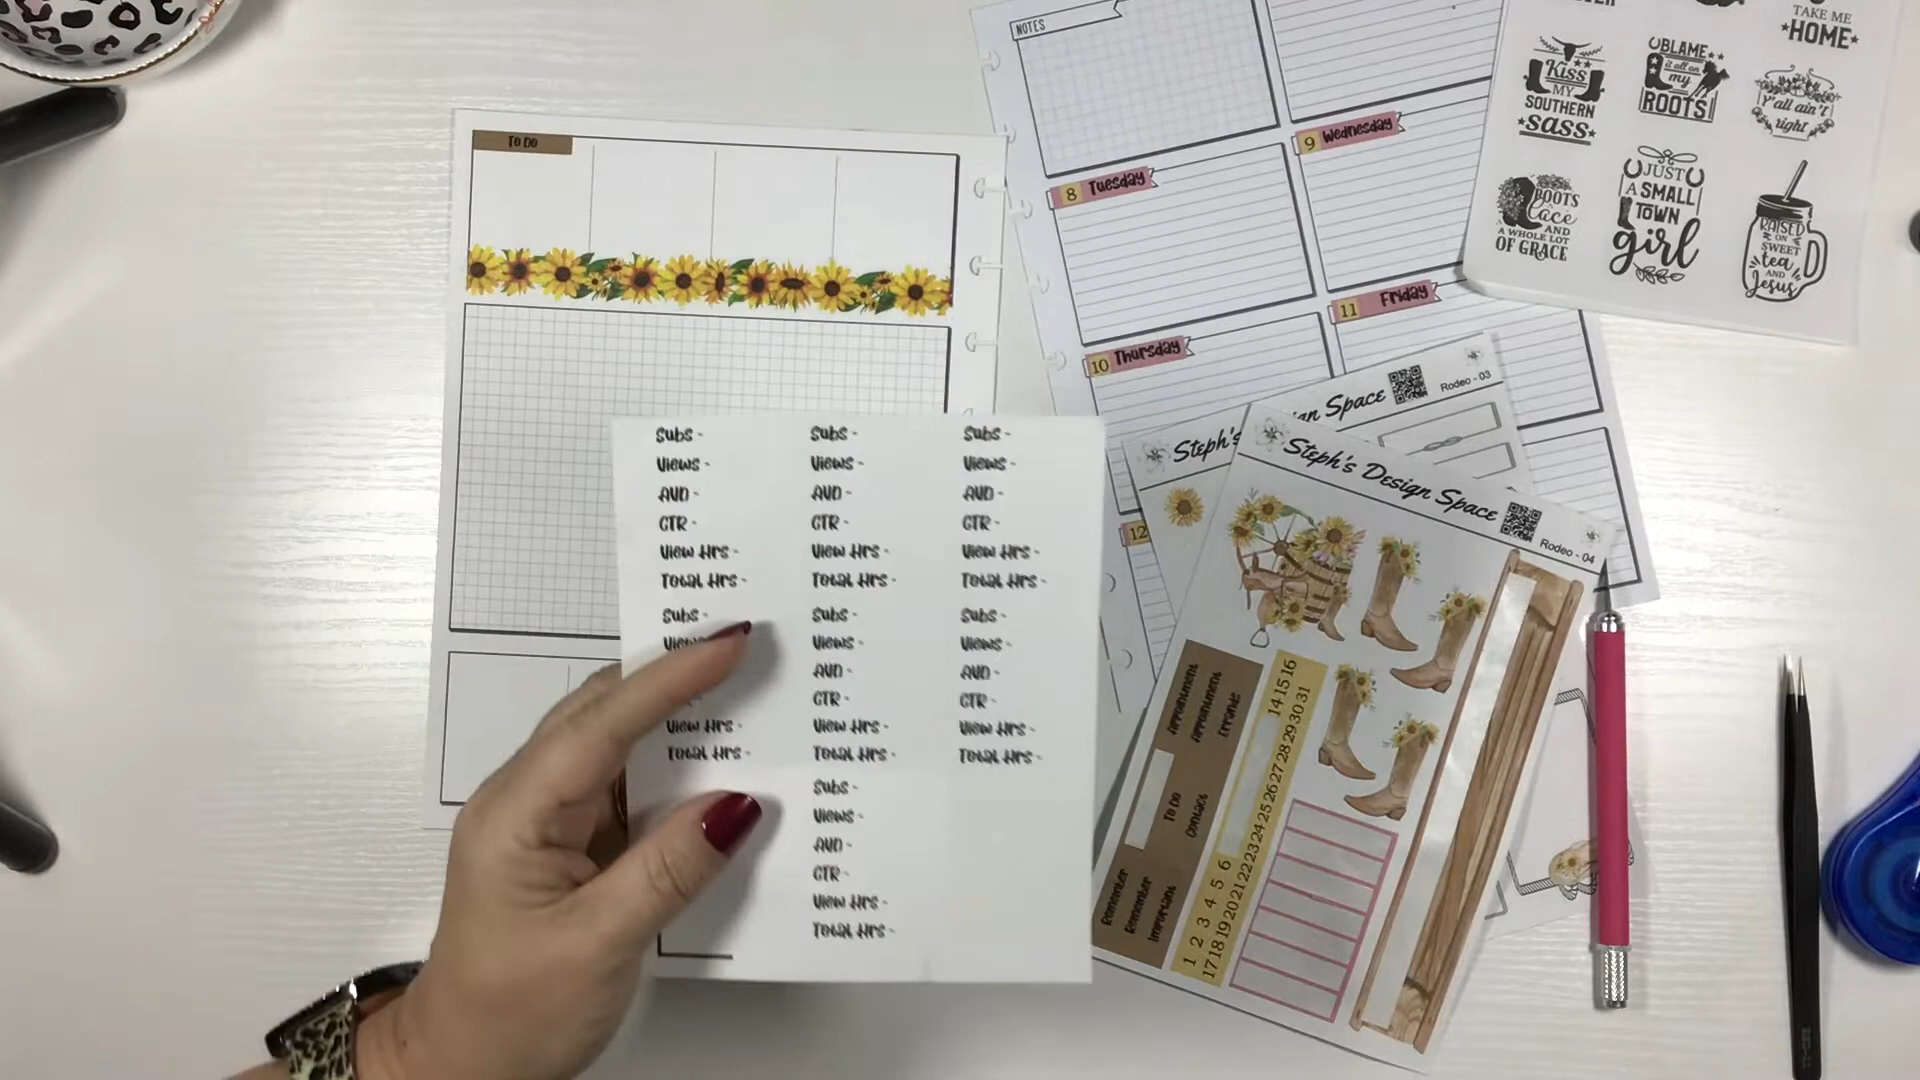 To Do
NOTES
8 Tuesday
9 Wednesday
10 Thursday
11 Friday
12
TAKE ME
HOME
Kiss
MY
SOUTHERN
SASS
BLAME
it all on
my
ROOTS
Y'all ain't
right
BOOTS
lace
AND
A WHOLE LOT
OF GRACE
JUST
A SMALL
TOWN
girl
RAISED
ON
SWEET
tea
AND
Jesus
Subs - Subs - Subs -
Views - Views - Views -
AVD - AVD - AVD -
CTR - CTR - CTR -
View Hrs - View Hrs - View Hrs -
Total Hrs - Total Hrs - Total Hrs -
Subs - Subs - Subs -
Views Views - Views -
AVD - AVD -
CTR - CTR -
View Hrs - View Hrs - View Hrs -
Total Hrs - Total Hrs - Total Hrs -
Subs -
Views -
AVD -
CTR -
View Hrs -
Total Hrs -
Design Space
Rodeo - 03
Steph's
Steph's Design Space
Rodeo - 04
Appointment
Appointment
Errands
To Do
Contact
Remember
Remember
Important
1 2 3 4 5 6 14 15 16
17 18 19 20 21 22 23 24 25 26 27 28 29 30 31